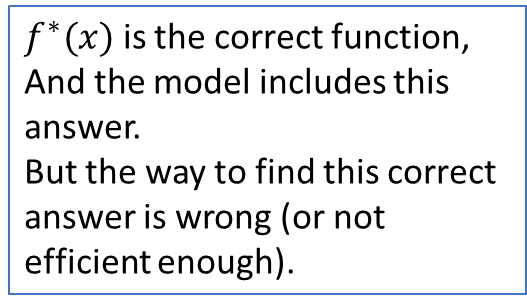 f*(x) is the correct function,
And the model includes this
answer.
But the way to find this correct
answer is wrong (or not
efficient enough).